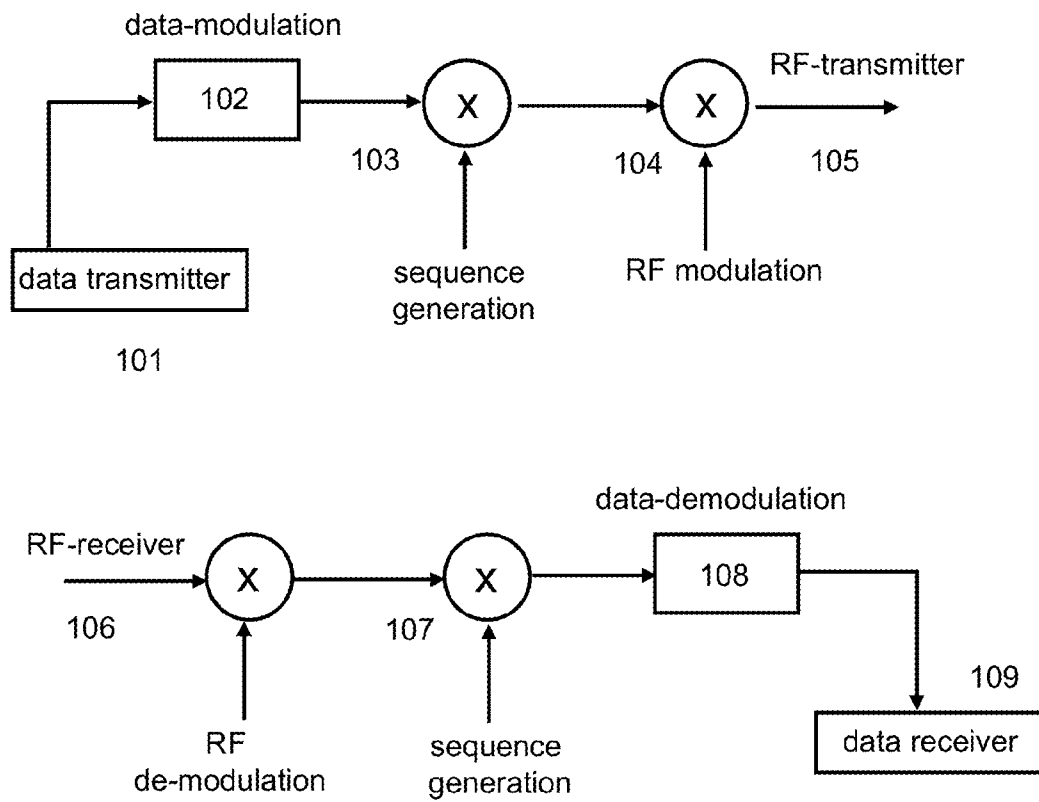 data-modulation
RF-transmitter
102
X
X
103
104
105
data transmitter
sequence
generation
RF modulation
101
data-demodulation
RF-receiver
X
X
108
106
107
109
RF
de-modulation
sequence
generation
data receiver